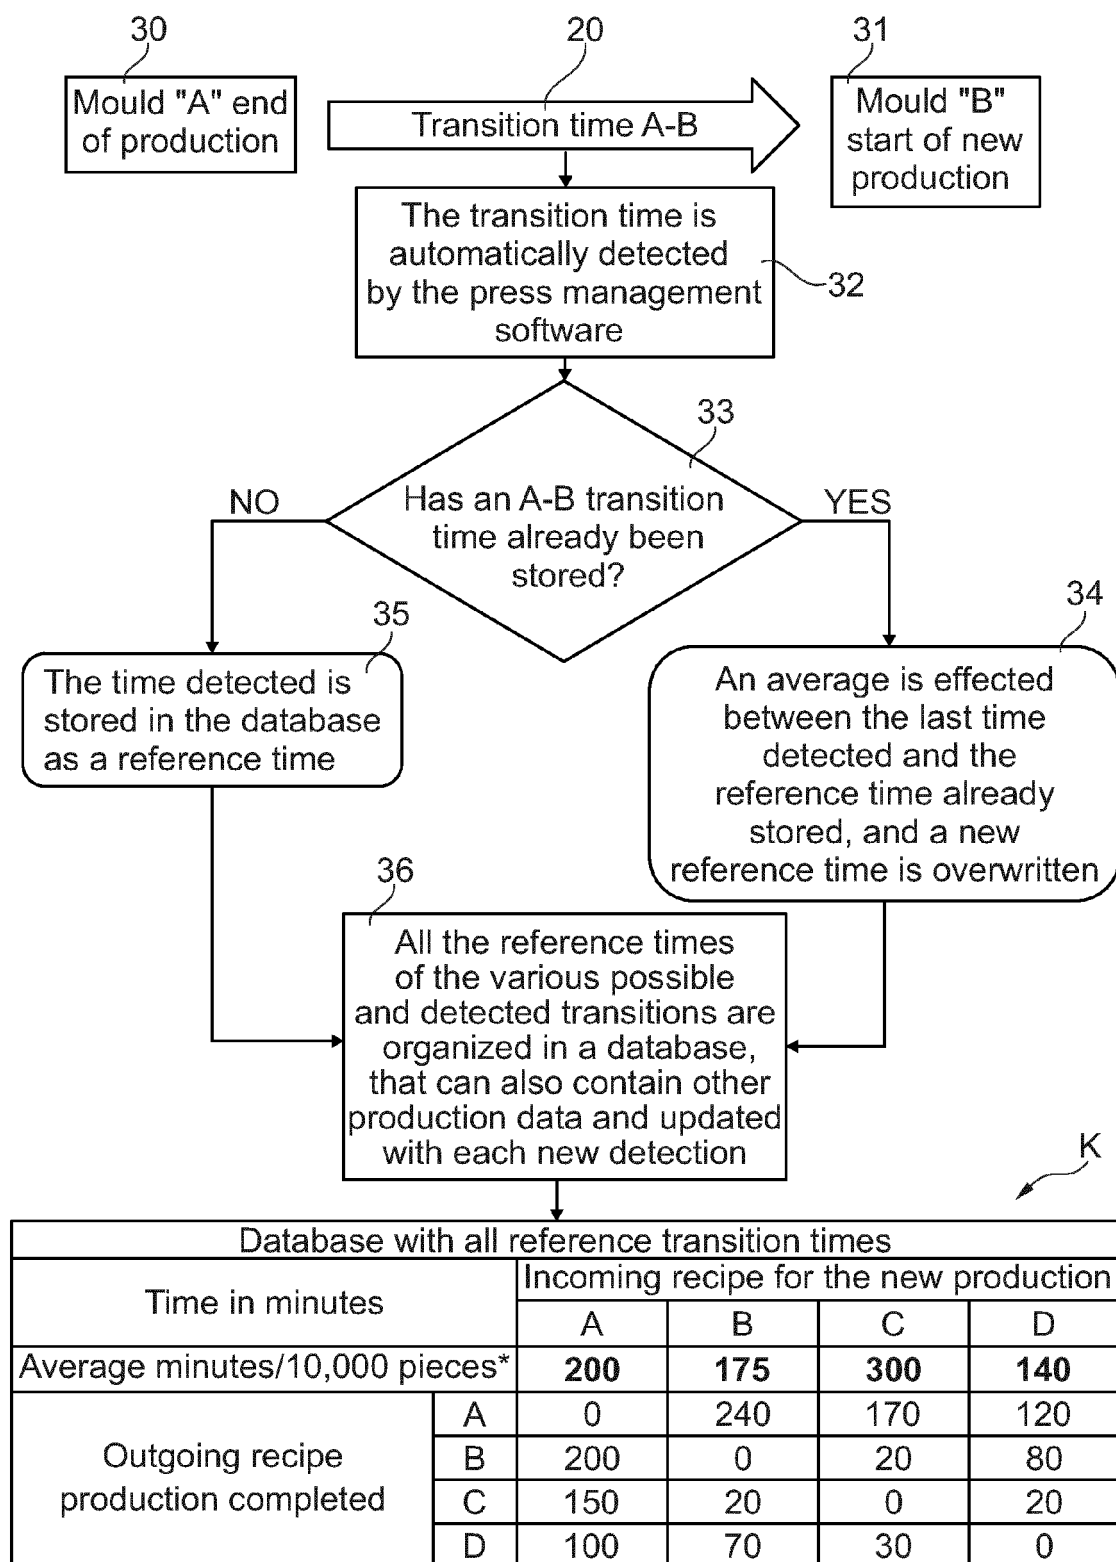 30
20
31
Mould "A" end
of production
Transition time A-B
Mould "B"
start of new
production
The transition time is
automatically detected
by the press management
software
32
33
Has an A-B transition
time already been
stored?
NO
YES
35
34
The time detected is
stored in the database
as a reference time
An average is effected
between the last time
detected and the
reference time already
stored, and a new
reference time is overwritten
36
All the reference times
of the various possible
and detected transitions are
organized in a database,
that can also contain other
production data and updated
with each new detection
K
Database with all reference transition times
Time in minutes
Incoming recipe for the new production
A B C D
Average minutes/10,000 pieces* 200 175 300 140
Outgoing recipe
production completed
A 0 240 170 120
B 200 0 20 80
C 150 20 0 20
D 100 70 30 0